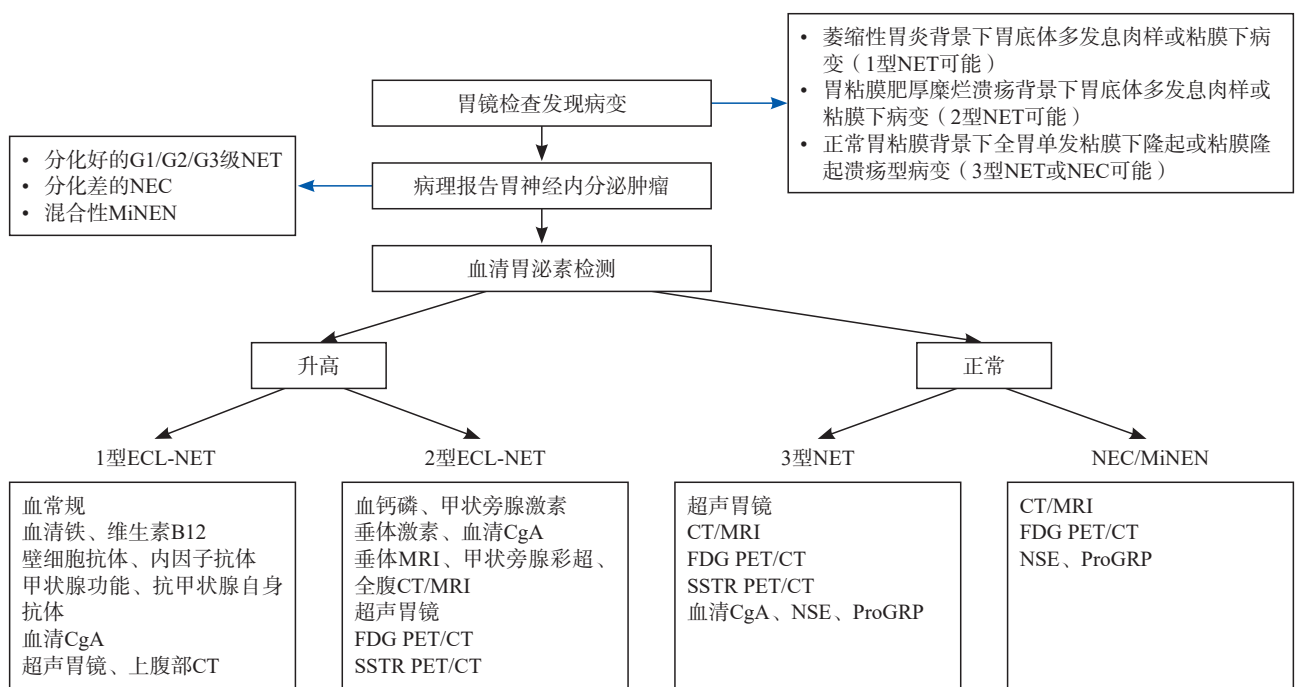 • 萎缩性胃炎背景下胃底体多发息肉样或粘膜下病
变（1型NET可能）
• 胃粘膜肥厚糜烂溃疡背景下胃底体多发息肉样或
粘膜下病变（2型NET可能）
• 正常胃粘膜背景下全胃单发粘膜下隆起或粘膜隆
起溃疡型病变（3型NET或NEC可能）
胃镜检查发现病变
• 分化好的G1/G2/G3级NET
• 分化差的NEC
• 混合性MiNEN
病理报告胃神经内分泌肿瘤
血清胃泌素检测
升高
正常
1型ECL-NET
2型ECL-NET
3型NET
NEC/MiNEN
血常规
血清铁、维生素B12
壁细胞抗体、内因子抗体
甲状腺功能、抗甲状腺自身
抗体
血清CgA
超声胃镜、上腹部CT
血钙磷、甲状旁腺激素
垂体激素、血清CgA
垂体MRI、甲状旁腺彩超、
全腹CT/MRI
超声胃镜
FDG PET/CT
SSTR PET/CT
超声胃镜
CT/MRI
FDG PET/CT
SSTR PET/CT
血清CgA、NSE、ProGRP
CT/MRI
FDG PET/CT
NSE、ProGRP